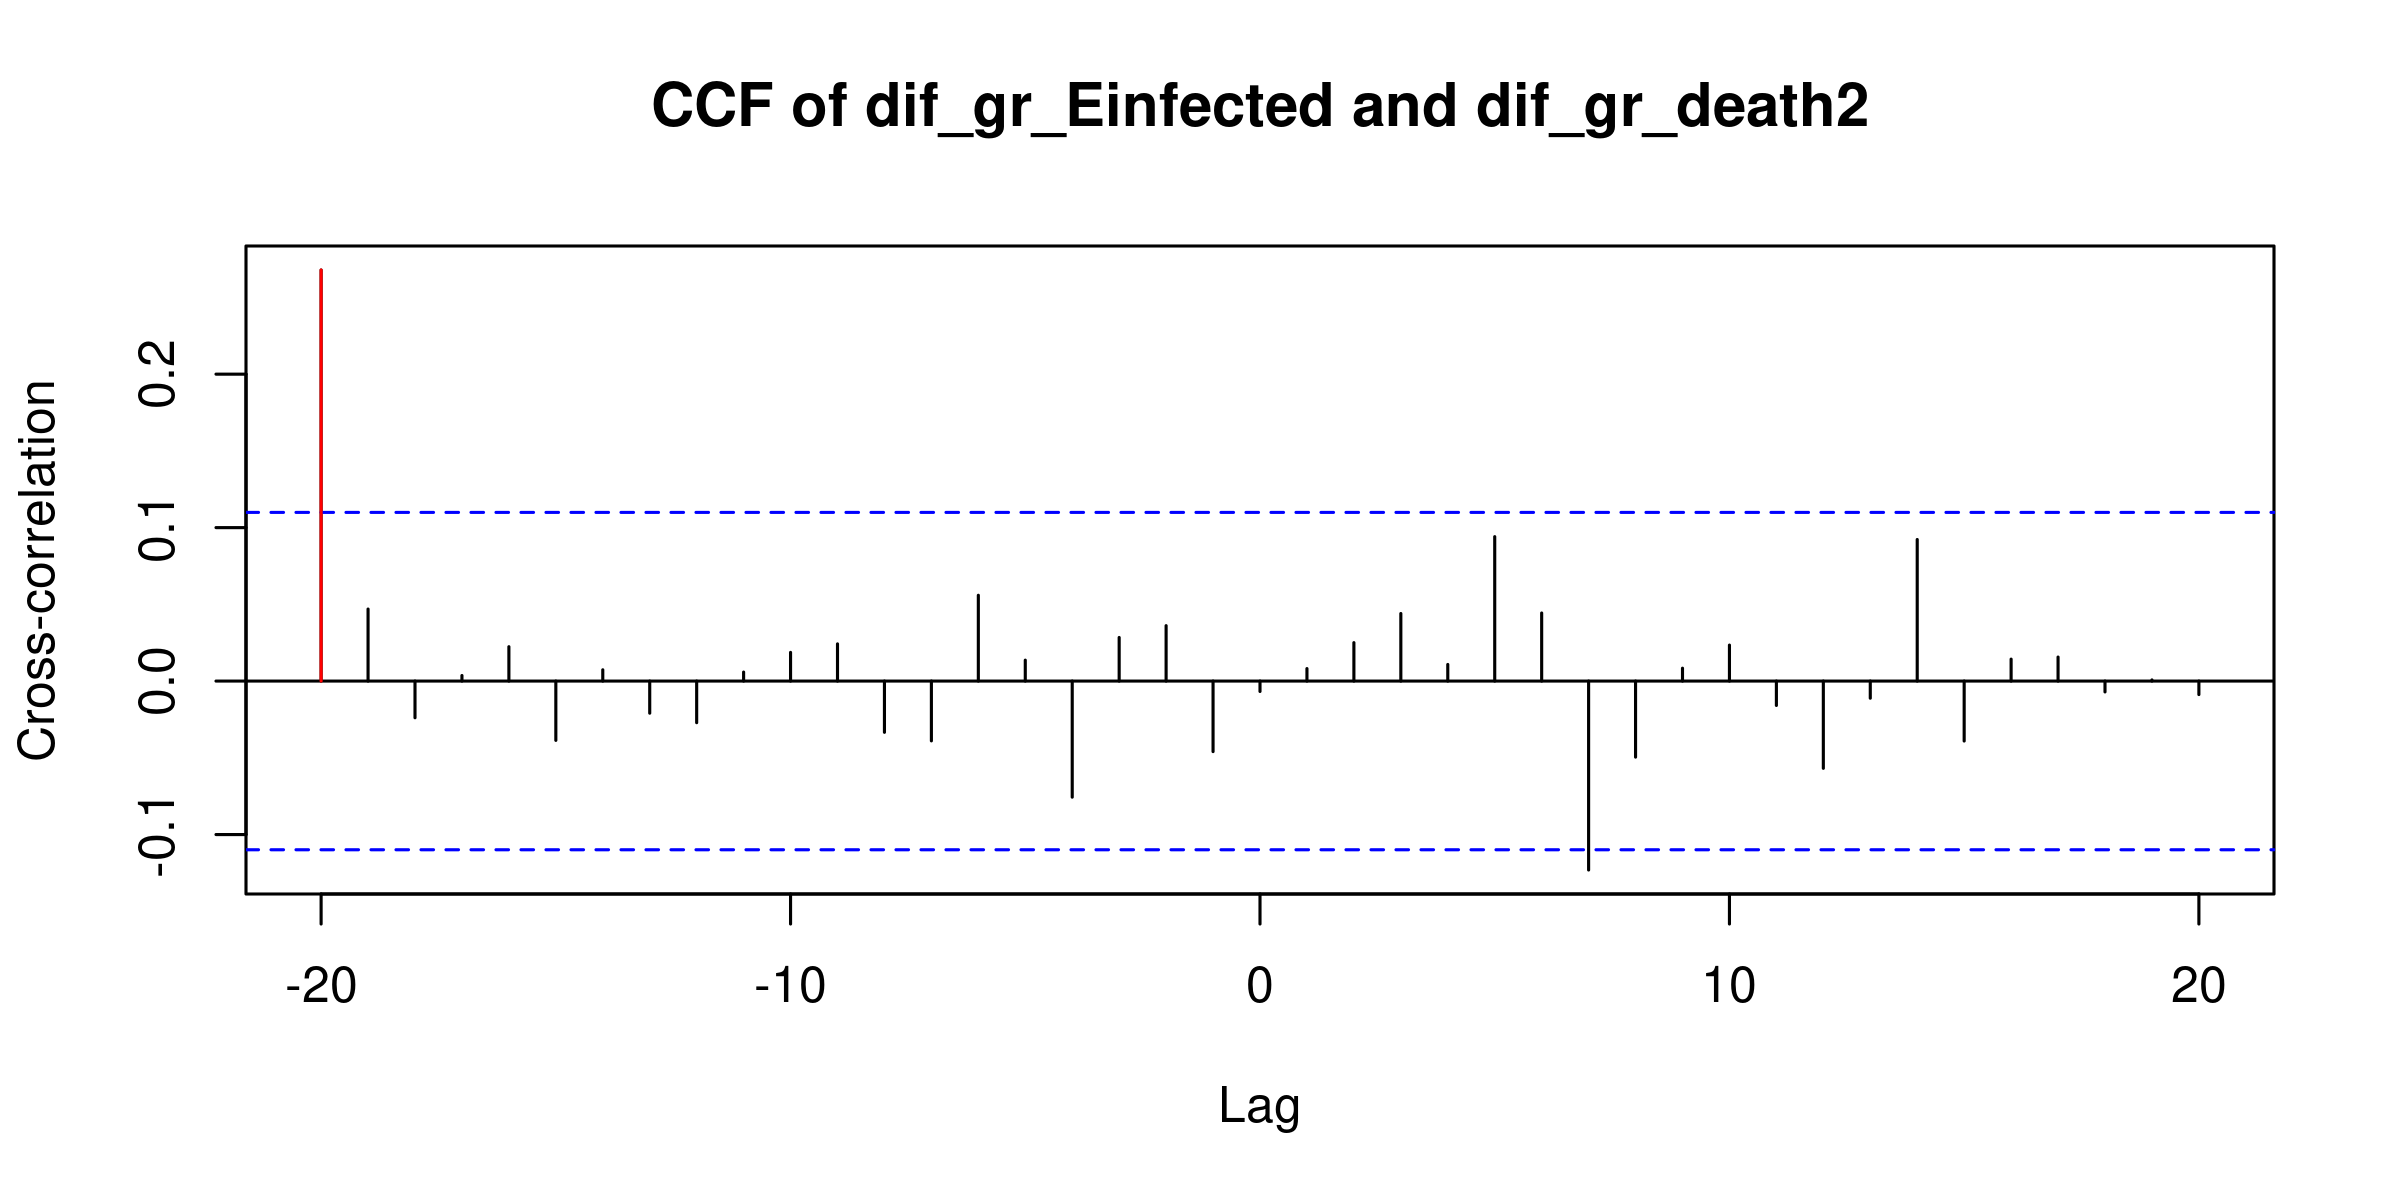 CCF of dif_gr_Einfected and dif_gr_death2
Cross-correlation
0.2
0.1
0.0
-0.1
-20 -10 0 10 20
Lag